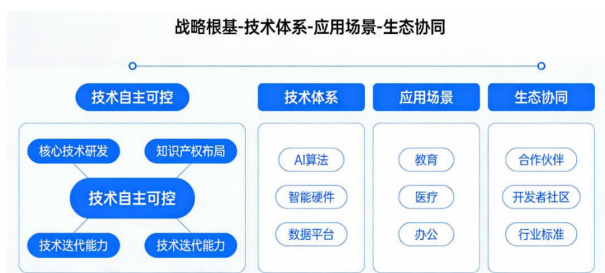 战略根基-技术体系-应用场景-生态协同
技术自主可控
技术体系
应用场景
生态协同
核心技术研发
知识产权布局
技术自主可控
技术迭代能力
技术迭代能力
AI算法
智能硬件
数据平台
教育
医疗
办公
合作伙伴
开发者社区
行业标准